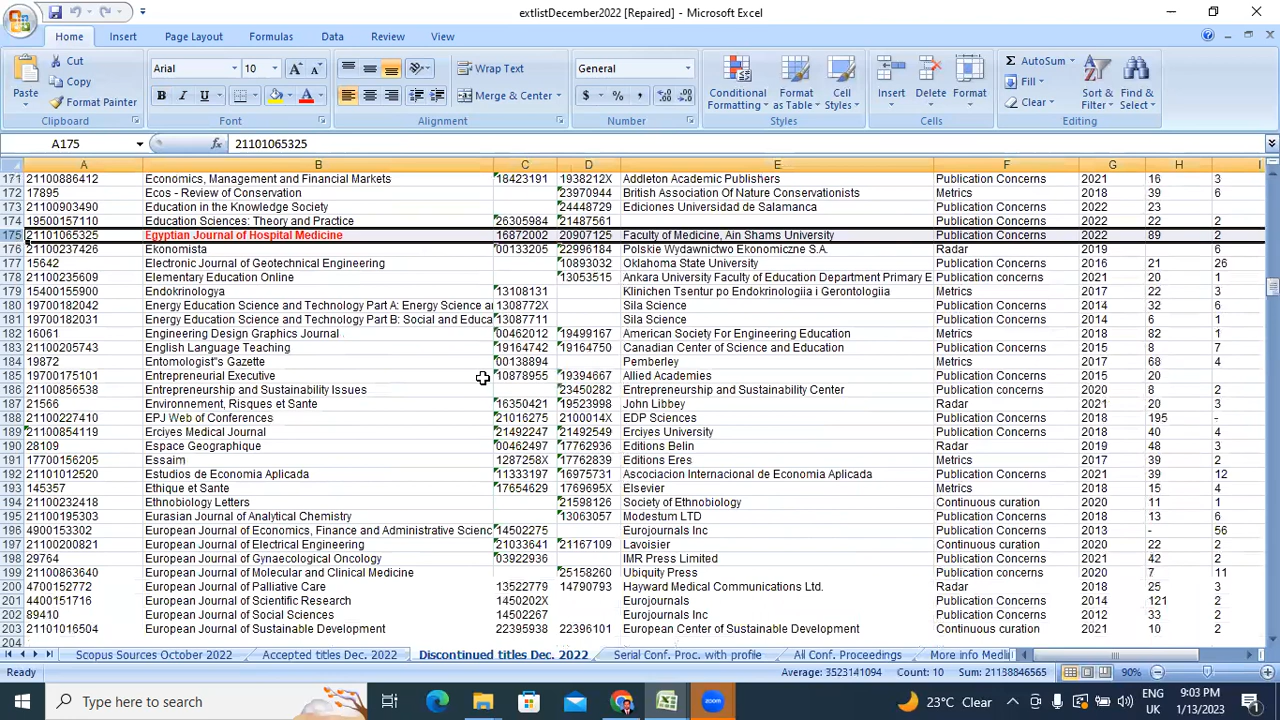 extlistDecember2022 [Repaired] - Microsoft Excel
Home Insert Page Layout Formulas Data Review View
Paste Cut Copy Format Painter Clipboard
Arial 10 Font
Wrap Text Merge & Center Alignment
General Number
Conditional Formatting Format as Table Cell Styles Styles
Insert Delete Format Cells
AutoSum Fill Clear Sort & Filter Find & Select Editing
A175 fx 21101065325
A B C D E F G H I
171 21100886412 Economics, Management and Financial Markets 18423191 1938212X Addleton Academic Publishers Publication Concerns 2021 16 3
172 17895 Ecos - Review of Conservation 23970944 British Association Of Nature Conservationists Metrics 2018 39 6
173 21100903490 Education in the Knowledge Society 24448729 Ediciones Universidad de Salamanca Publication Concerns 2022 23
174 19500157110 Education Sciences: Theory and Practice 26305984 21487561 Publication Concerns 2022 22 2
175 21101065325 Egyptian Journal of Hospital Medicine 16872002 20907125 Faculty of Medicine, Ain Shams University Publication Concerns 2022 89 2
176 21100237426 Ekonomista 00133205 22996184 Polskie Wydawnictwo Ekonomiczne S.A. Radar 2019 6
177 15642 Electronic Journal of Geotechnical Engineering 10893032 Oklahoma State University Publication Concerns 2016 21 26
178 21100235609 Elementary Education Online 13053515 Ankara University Faculty of Education Department Primary E Publication concerns 2021 20 1
179 15400155900 Endokrinologya 13108131 Klinichen Tsentur po Endokrinologiia i Gerontologiia Metrics 2017 22 3
180 19700182042 Energy Education Science and Technology Part A: Energy Science ar 1308772X Sila Science Publication Concerns 2014 32 6
181 19700182031 Energy Education Science and Technology Part B: Social and Educa 13087711 Sila Science Publication Concerns 2014 6 1
182 16061 Engineering Design Graphics Journal 00462012 19499167 American Society For Engineering Education Metrics 2018 82 1
183 21100205743 English Language Teaching 19164742 19164750 Canadian Center of Science and Education Publication Concerns 2015 8 7
184 19872 Entomologist"s Gazette 00138894 Pemberley Metrics 2017 68 4
185 19700175101 Entrepreneurial Executive 10878955 19394667 Allied Academies Publication Concerns 2015 20
186 21100856538 Entrepreneurship and Sustainability Issues 23450282 Entrepreneurship and Sustainability Center Publication Concerns 2020 8 2
187 21566 Environnement, Risques et Sante 16350421 19523998 John Libbey Radar 2021 20 3
188 21100227410 EPJ Web of Conferences 21016275 2100014X EDP Sciences Publication Concerns 2018 195 -
189 21100854119 Erciyes Medical Journal 21492247 21492549 Erciyes University Publication Concerns 2018 40 4
190 28109 Espace Geographique 00462497 17762936 Editions Belin Radar 2019 48 3
191 17700156205 Essaim 1287258X 17762839 Editions Eres Metrics 2017 39 2
192 21101012520 Estudios de Economia Aplicada 11333197 16975731 Ascociacion Internacional de Economia Aplicada Publication Concerns 2021 39 12
193 145357 Ethique et Sante 17654629 1769695X Elsevier Metrics 2018 15 4
194 21100232418 Ethnobiology Letters 21598126 Society of Ethnobiology Continuous curation 2020 11 1
195 21100195303 Eurasian Journal of Analytical Chemistry 13063057 Modestum LTD Publication Concerns 2018 13 6
196 4900153302 European Journal of Economics, Finance and Administrative Scienc 14502275 Eurojournals Inc Publication Concerns 2013 - 56
197 21100200821 European Journal of Electrical Engineering 21033641 21167109 Lavoisier Continuous curation 2020 22 2
198 29764 European Journal of Gynaecological Oncology 03922936 IMR Press Limited Publication Concerns 2021 42 2
199 21100863640 European Journal of Molecular and Clinical Medicine 25158260 Ubiquity Press Publication concerns 2020 7 11
200 4700152772 European Journal of Palliative Care 13522779 14790793 Hayward Medical Communications Ltd. Radar 2018 25 3
201 4400151716 European Journal of Scientific Research 1450202X Eurojournals Publication Concerns 2014 121 2
202 89410 European Journal of Social Sciences 14502267 Eurojournals Inc Publication Concerns 2012 33 2
203 21101016504 European Journal of Sustainable Development 22395938 22396101 European Center of Sustainable Development Continuous curation 2021 10 2
204
Scopus Sources October 2022 Accepted titles Dec. 2022 Discontinued titles Dec. 2022 Serial Conf. Proc. with profile All Conf. Proceedings More info Medli
Ready Average: 3523141094 Count: 10 Sum: 21138846565 90%
Type here to search zoom 23°C Clear ENG UK 9:03 PM 1/13/2023